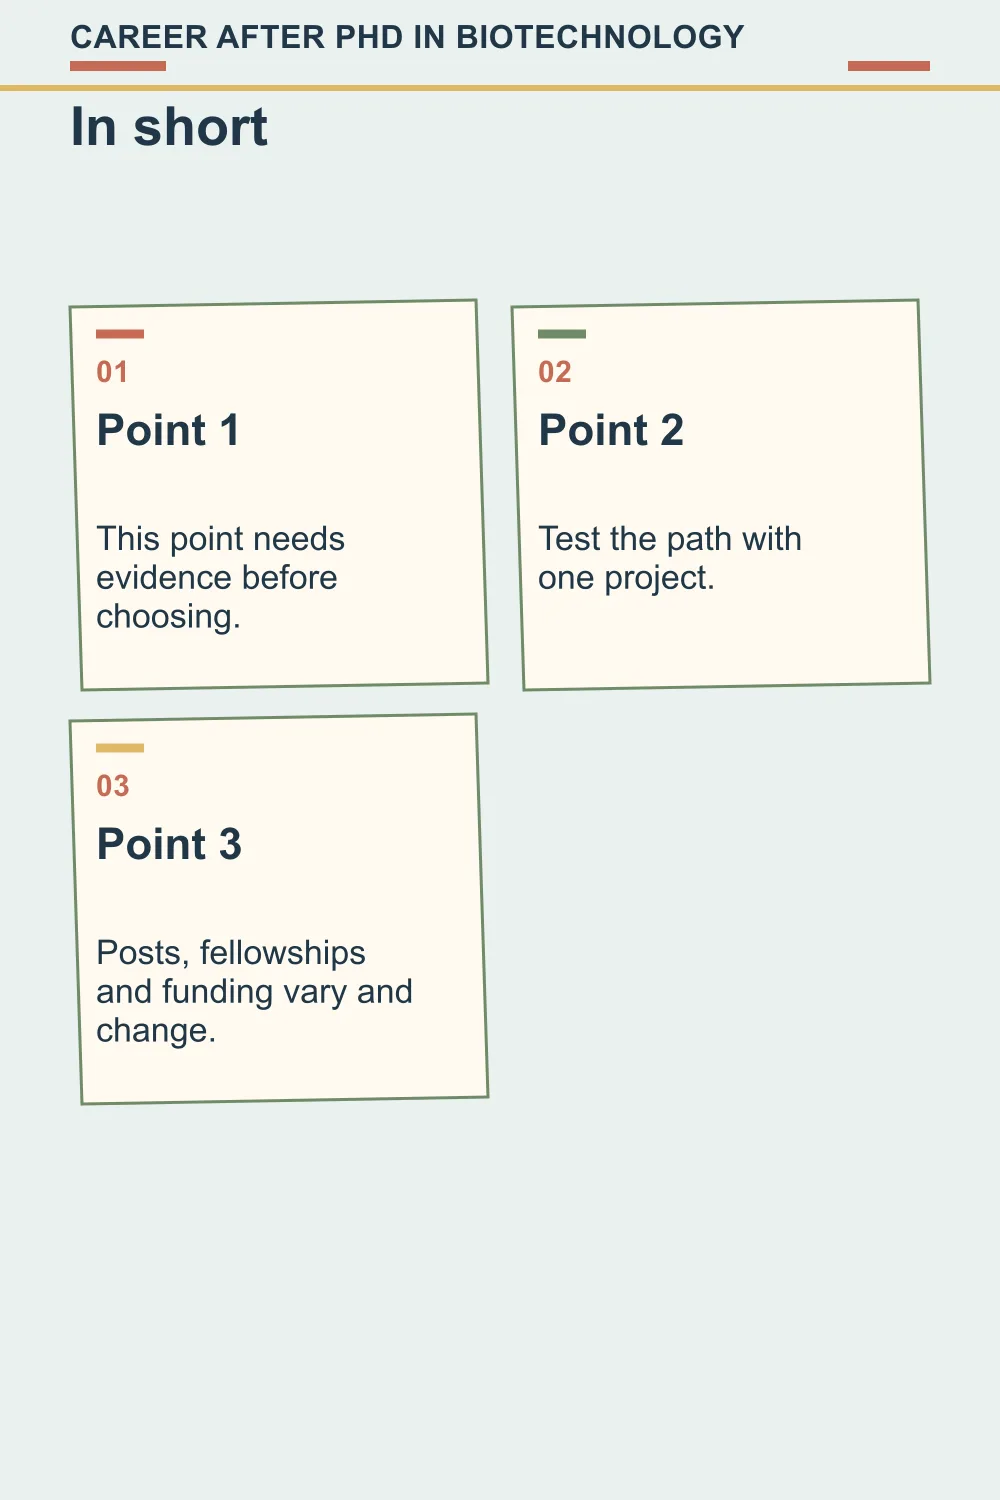 CAREER AFTER PHD IN BIOTECHNOLOGY
In short
01
Point 1
This point needs
evidence before
choosing.
02
Point 2
Test the path with
one project.
03
Point 3
Posts, fellowships
and funding vary and
change.